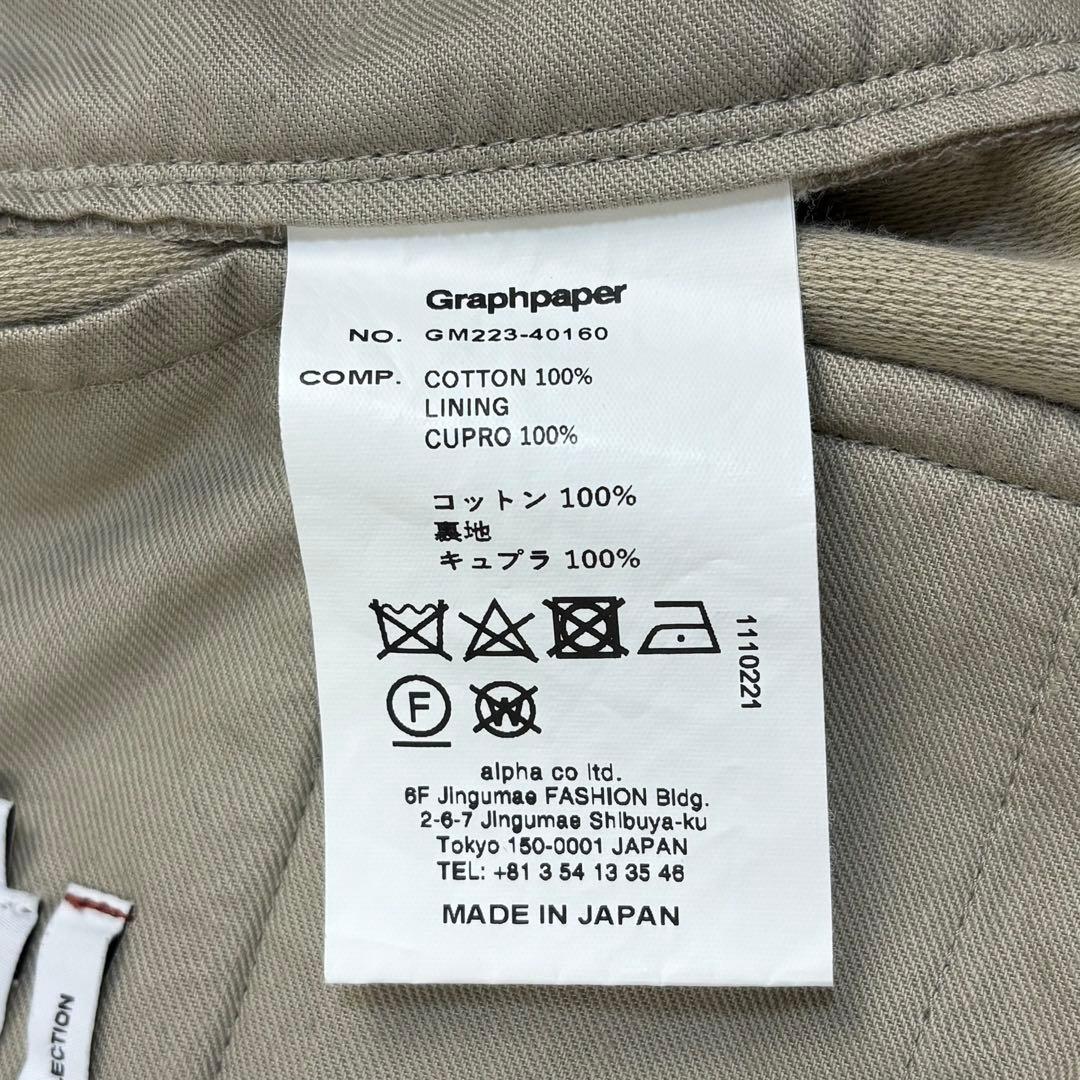 Graphpaper
NO. GM223-40160
COMP. COTTON 100%
LINING
CUPRO 100%
コットン 100%
裏地
キュプラ 100%
1110221
F
W
alpha co ltd.
6F Jingumae FASHION Bldg.
2-6-7 Jingumae Shibuya-ku
Tokyo 150-0001 JAPAN
TEL: +81 3 54 13 35 46
MADE IN JAPAN